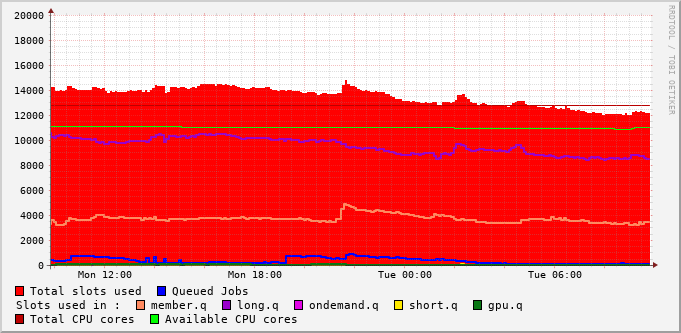 20000
18000
16000
14000
12000
10000
8000
6000
4000
2000
0
Mon 12:00 Mon 18:00 Tue 00:00 Tue 06:00
RRDTOOL / TOBI OETIKER
Total slots used Queued Jobs
Slots used in : member.q long.q ondemand.q short.q gpu.q
Total CPU cores Available CPU cores